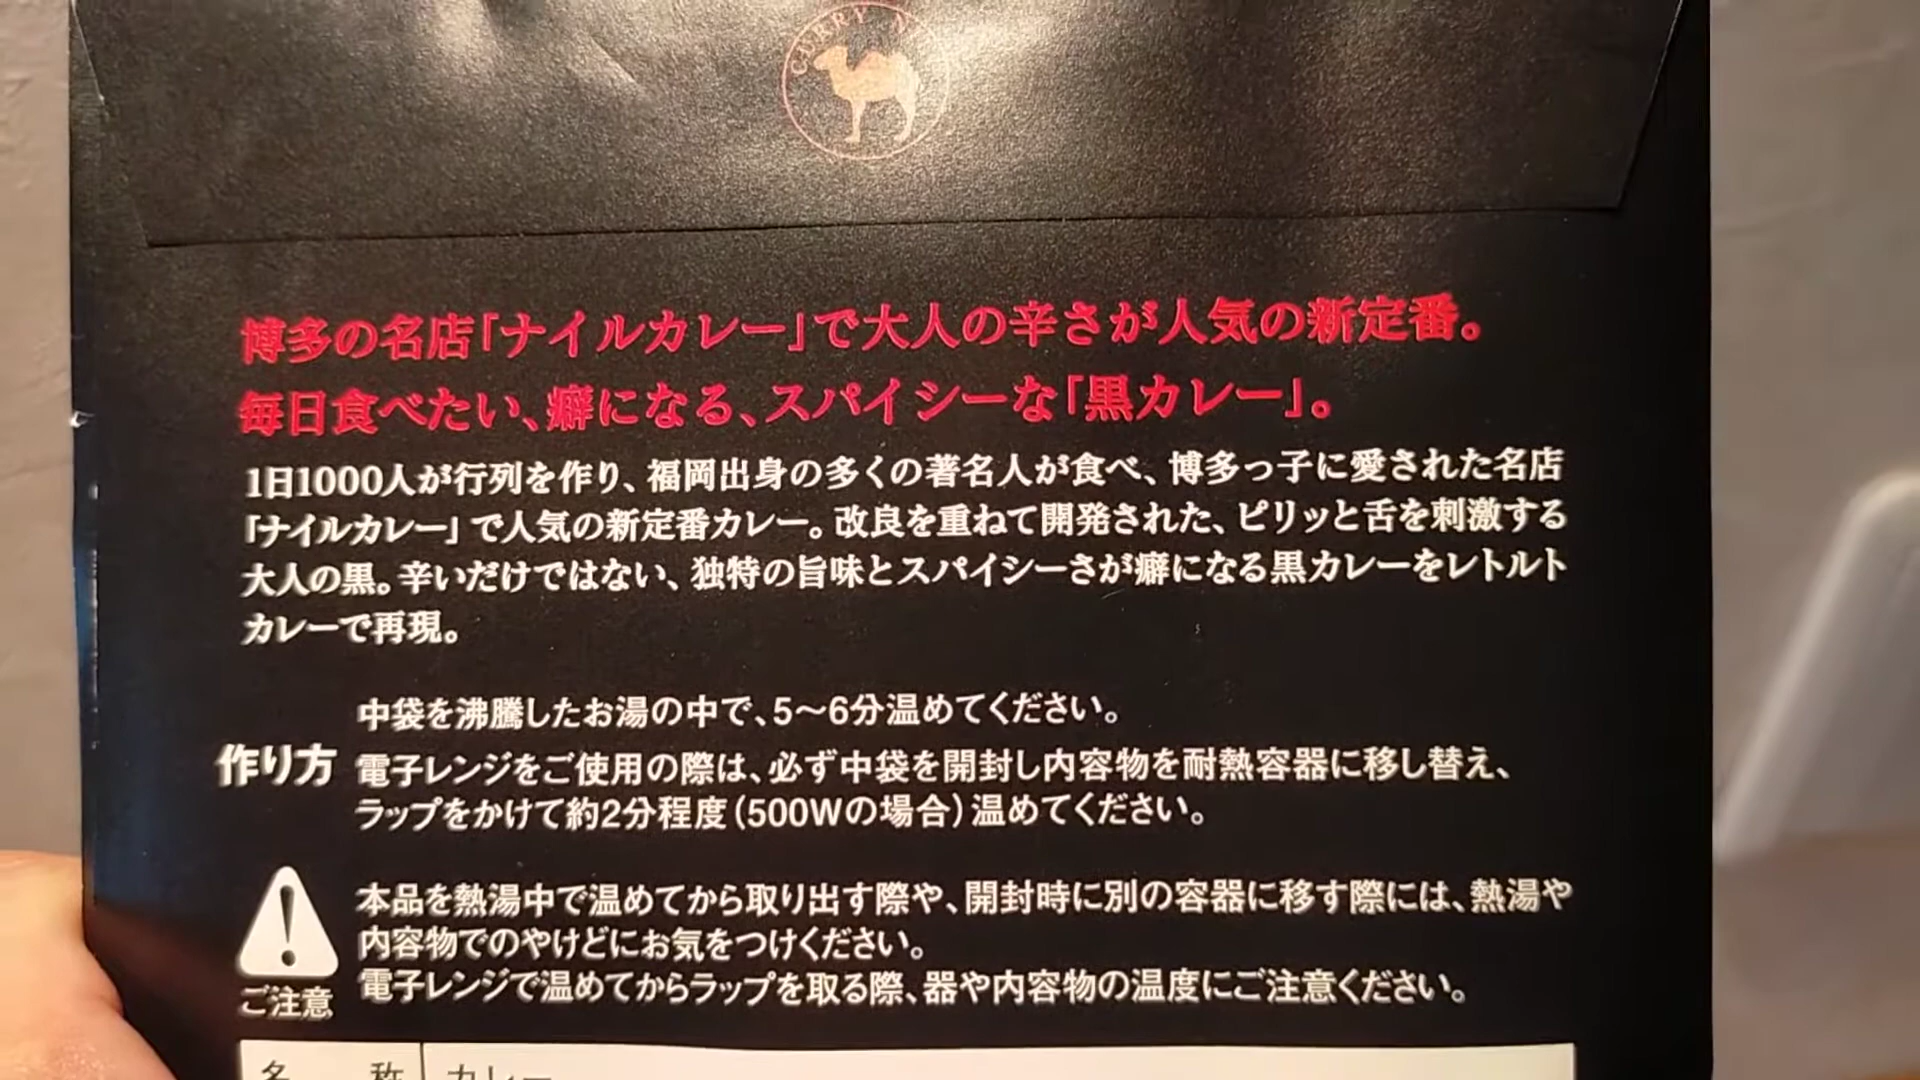 CURRY
博多の名店「ナイルカレー」で大人の辛さが人気の新定番。
毎日食べたい、癖になる、スパイシーな「黒カレー」。
1日1000人が行列を作り、福岡出身の多くの著名人が食べ、博多っ子に愛された名店
「ナイルカレー」で人気の新定番カレー。改良を重ねて開発された、ピリッと舌を刺激する
大人の黒。辛いだけではない、独特の旨味とスパイシーさが癖になる黒カレーをレトルト
カレーで再現。
中袋を沸騰したお湯の中で、5〜6分温めてください。
作り方
電子レンジをご使用の際は、必ず中袋を開封し内容物を耐熱容器に移し替え、
ラップをかけて約2分程度（500Wの場合）温めてください。
本品を熱湯中で温めてから取り出す際や、開封時に別の容器に移す際には、熱湯や
内容物でのやけどにお気をつけください。
電子レンジで温めてからラップを取る際、器や内容物の温度にご注意ください。
ご注意
名 称 カレー